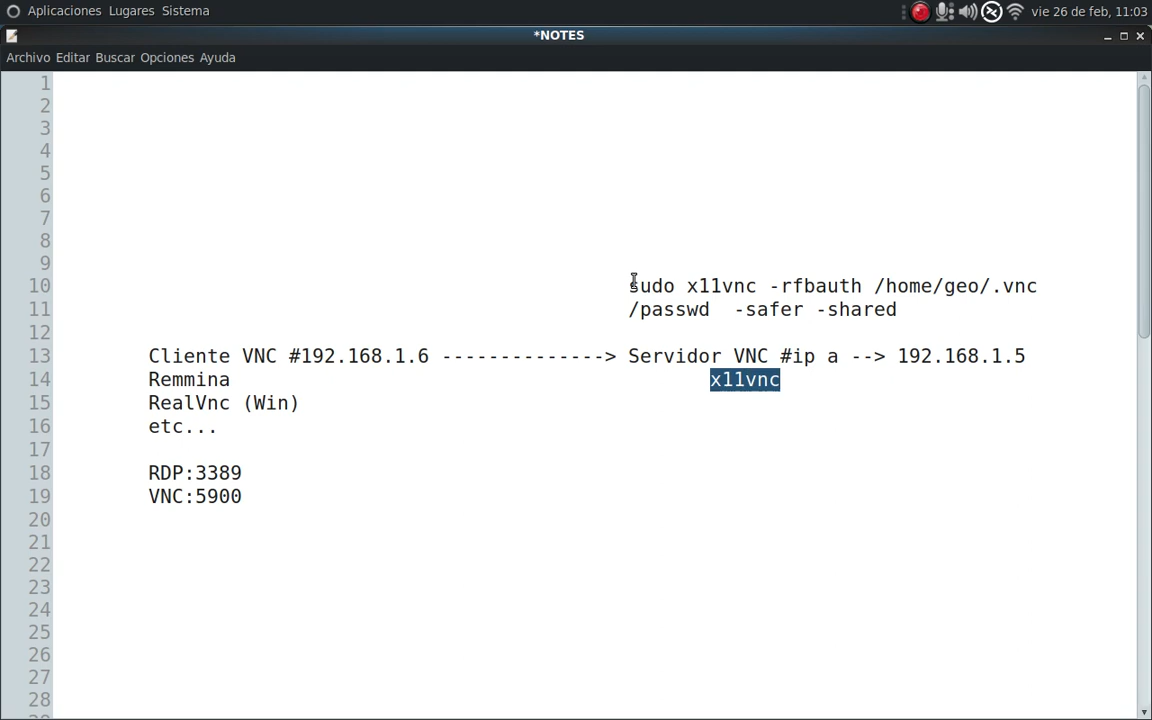 Aplicaciones Lugares Sistema
vie 26 de feb, 11:03
*NOTES
Archivo Editar Buscar Opciones Ayuda
1
2
3
4
5
6
7
8
9
10 sudo x11vnc -rfbauth /home/geo/.vnc
11 /passwd -safer -shared
12
13 Cliente VNC #192.168.1.6 --------------> Servidor VNC #ip a --> 192.168.1.5
14 Remmina x11vnc
15 RealVnc (Win)
16 etc...
17
18 RDP:3389
19 VNC:5900
20
21
22
23
24
25
26
27
28